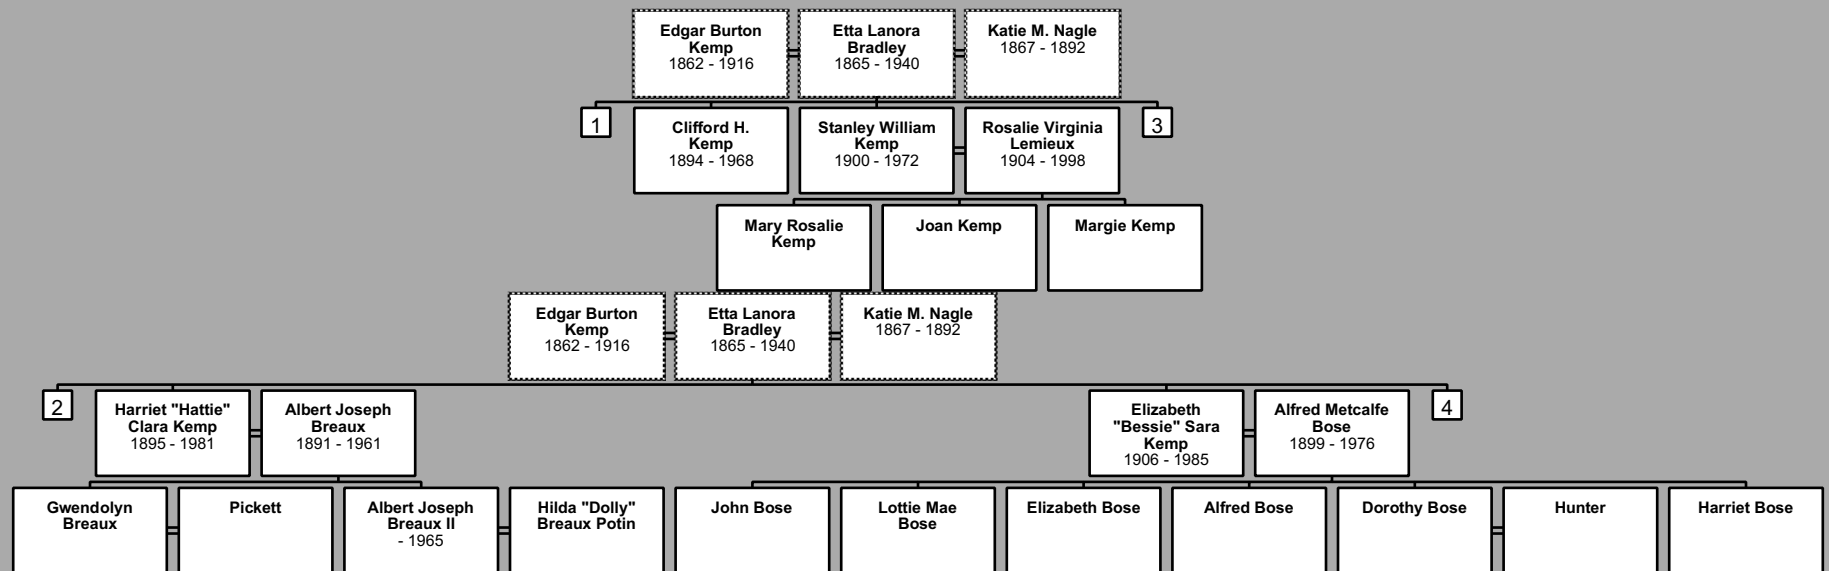 Edgar Burton
Kemp
1862 - 1916
Etta Lanora
Bradley
1865 - 1940
Katie M. Nagle
1867 - 1892
1
Clifford H.
Kemp
1894 - 1968
Stanley William
Kemp
1900 - 1972
Rosalie Virginia
Lemieux
1904 - 1998
3
Mary Rosalie
Kemp
Joan Kemp
Margie Kemp
Edgar Burton
Kemp
1862 - 1916
Etta Lanora
Bradley
1865 - 1940
Katie M. Nagle
1867 - 1892
2
Harriet "Hattie"
Clara Kemp
1895 - 1981
Albert Joseph
Breaux
1891 - 1961
Elizabeth
"Bessie" Sara
Kemp
1906 - 1985
Alfred Metcalfe
Bose
1899 - 1976
4
Gwendolyn
Breaux
Pickett
Albert Joseph
Breaux II
- 1965
Hilda "Dolly"
Breaux Potin
John Bose
Lottie Mae
Bose
Elizabeth Bose
Alfred Bose
Dorothy Bose
Hunter
Harriet Bose